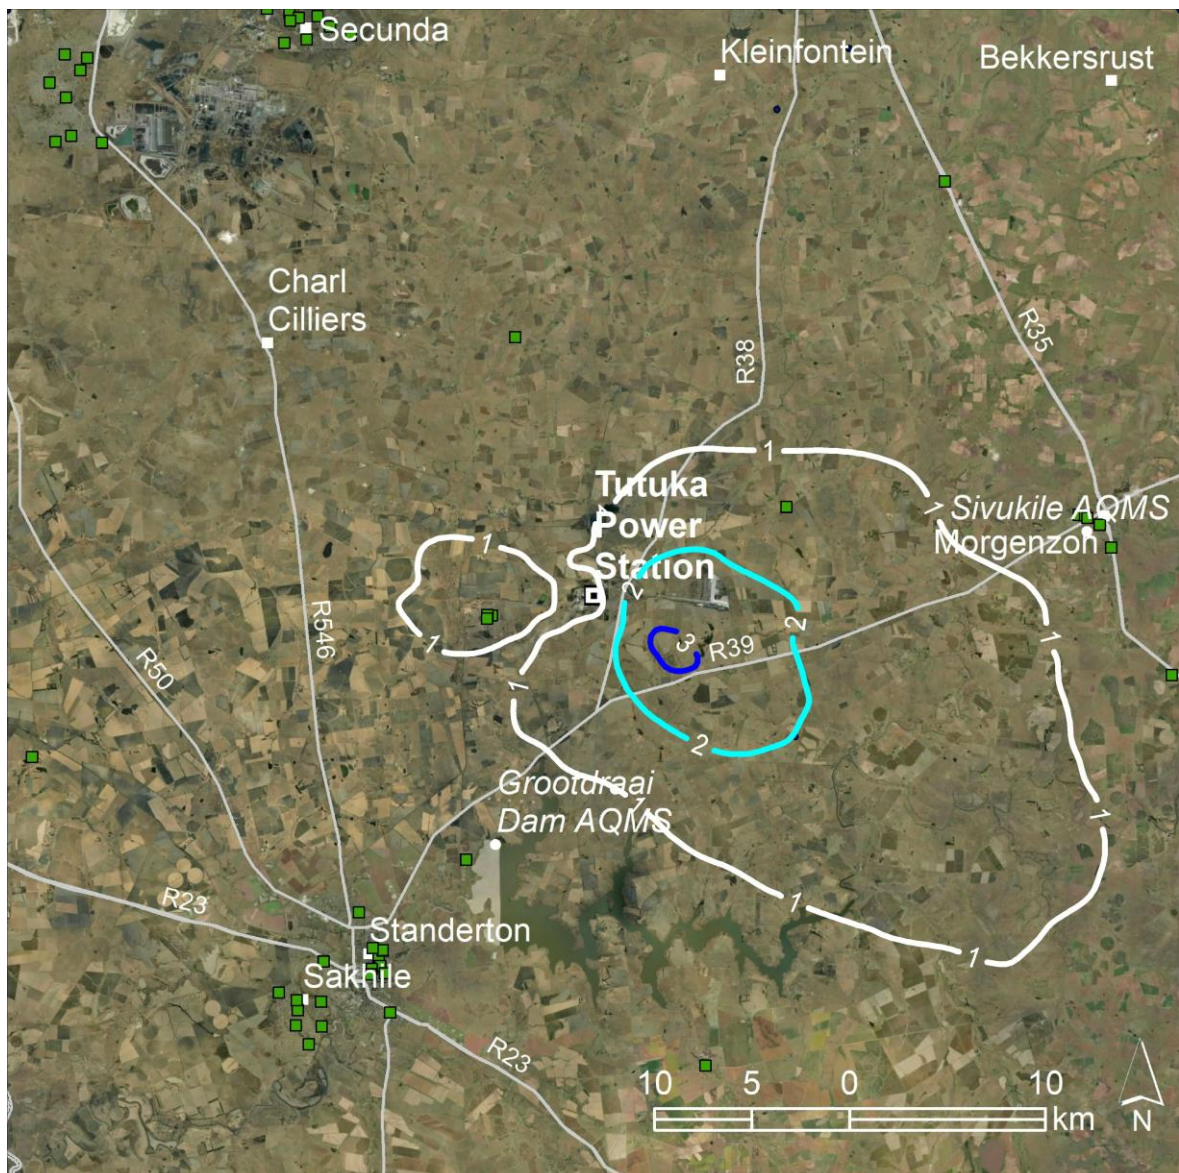 Secunda
Kleinfontein
Bekkersrust
Charl
Cilliers
R35
R38
1
Tutuka
Power
Station
1
Sivukile AQMS
Morgenzon
1
2
2
1
R546
3
R39
1
R50
1
1
2
Grootdraai
Dam AQMS
1
1
R23
1
Standerton
1
Sakhile
R23
10 5 0 10
km
N